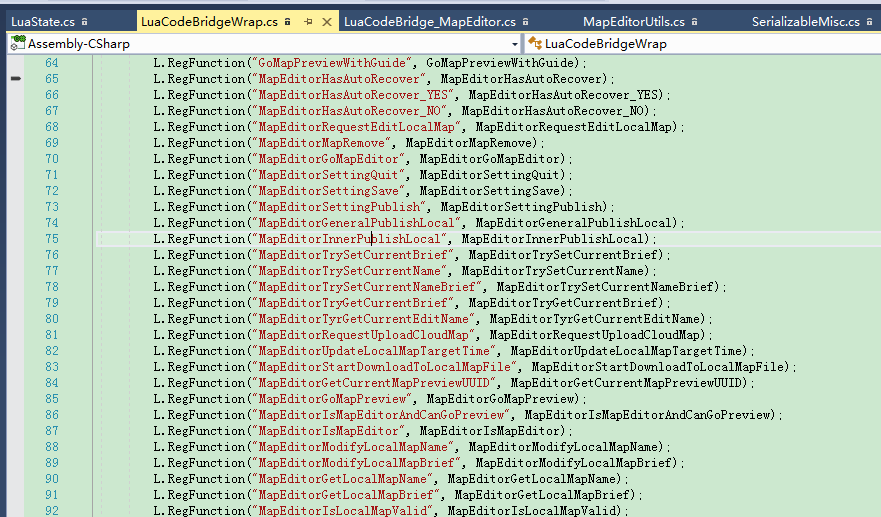 LuaState.cs LuaCodeBridgeWrap.cs LuaCodeBridge_MapEditor.cs MapEditorUtils.cs SerializableMisc.cs
Assembly-CSharp LuaCodeBridgeWrap
64 L.RegFunction("GoMapPreviewWithGuide", GoMapPreviewWithGuide);
65 L.RegFunction("MapEditorHasAutoRecover", MapEditorHasAutoRecover);
66 L.RegFunction("MapEditorHasAutoRecover_YES", MapEditorHasAutoRecover_YES);
67 L.RegFunction("MapEditorHasAutoRecover_NO", MapEditorHasAutoRecover_NO);
68 L.RegFunction("MapEditorRequestEditLocalMap", MapEditorRequestEditLocalMap);
69 L.RegFunction("MapEditorMapRemove", MapEditorMapRemove);
70 L.RegFunction("MapEditorGoMapEditor", MapEditorGoMapEditor);
71 L.RegFunction("MapEditorSettingQuit", MapEditorSettingQuit);
72 L.RegFunction("MapEditorSettingSave", MapEditorSettingSave);
73 L.RegFunction("MapEditorSettingPublish", MapEditorSettingPublish);
74 L.RegFunction("MapEditorGeneralPublishLocal", MapEditorGeneralPublishLocal);
75 L.RegFunction("MapEditorInnerPublishLocal", MapEditorInnerPublishLocal);
76 L.RegFunction("MapEditorTrySetCurrentBrief", MapEditorTrySetCurrentBrief);
77 L.RegFunction("MapEditorTrySetCurrentName", MapEditorTrySetCurrentName);
78 L.RegFunction("MapEditorTrySetCurrentNameBrief", MapEditorTrySetCurrentNameBrief);
79 L.RegFunction("MapEditorTryGetCurrentBrief", MapEditorTryGetCurrentBrief);
80 L.RegFunction("MapEditorTyrGetCurrentEditName", MapEditorTyrGetCurrentEditName);
81 L.RegFunction("MapEditorRequestUploadCloudMap", MapEditorRequestUploadCloudMap);
82 L.RegFunction("MapEditorUpdateLocalMapTargetTime", MapEditorUpdateLocalMapTargetTime);
83 L.RegFunction("MapEditorStartDownloadToLocalMapFile", MapEditorStartDownloadToLocalMapFile);
84 L.RegFunction("MapEditorGetCurrentMapPreviewUUID", MapEditorGetCurrentMapPreviewUUID);
85 L.RegFunction("MapEditorGoMapPreview", MapEditorGoMapPreview);
86 L.RegFunction("MapEditorIsMapEditorAndCanGoPreview", MapEditorIsMapEditorAndCanGoPreview);
87 L.RegFunction("MapEditorIsMapEditor", MapEditorIsMapEditor);
88 L.RegFunction("MapEditorModifyLocalMapName", MapEditorModifyLocalMapName);
89 L.RegFunction("MapEditorModifyLocalMapBrief", MapEditorModifyLocalMapBrief);
90 L.RegFunction("MapEditorGetLocalMapName", MapEditorGetLocalMapName);
91 L.RegFunction("MapEditorGetLocalMapBrief", MapEditorGetLocalMapBrief);
92 L.RegFunction("MapEditorIsLocalMapValid", MapEditorIsLocalMapValid);